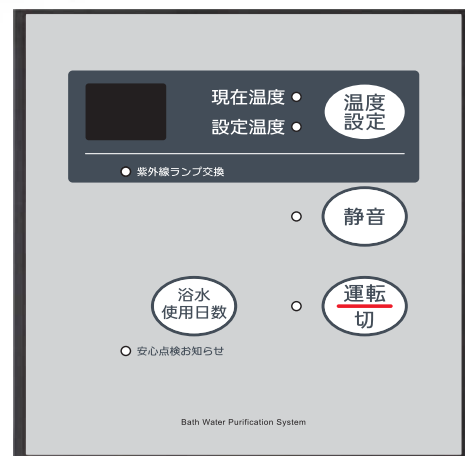 現在温度
設定温度
温度
設定
紫外線ランプ交換
静音
浴水
使用日数
運転
切
安心点検お知らせ
Bath Water Purification System